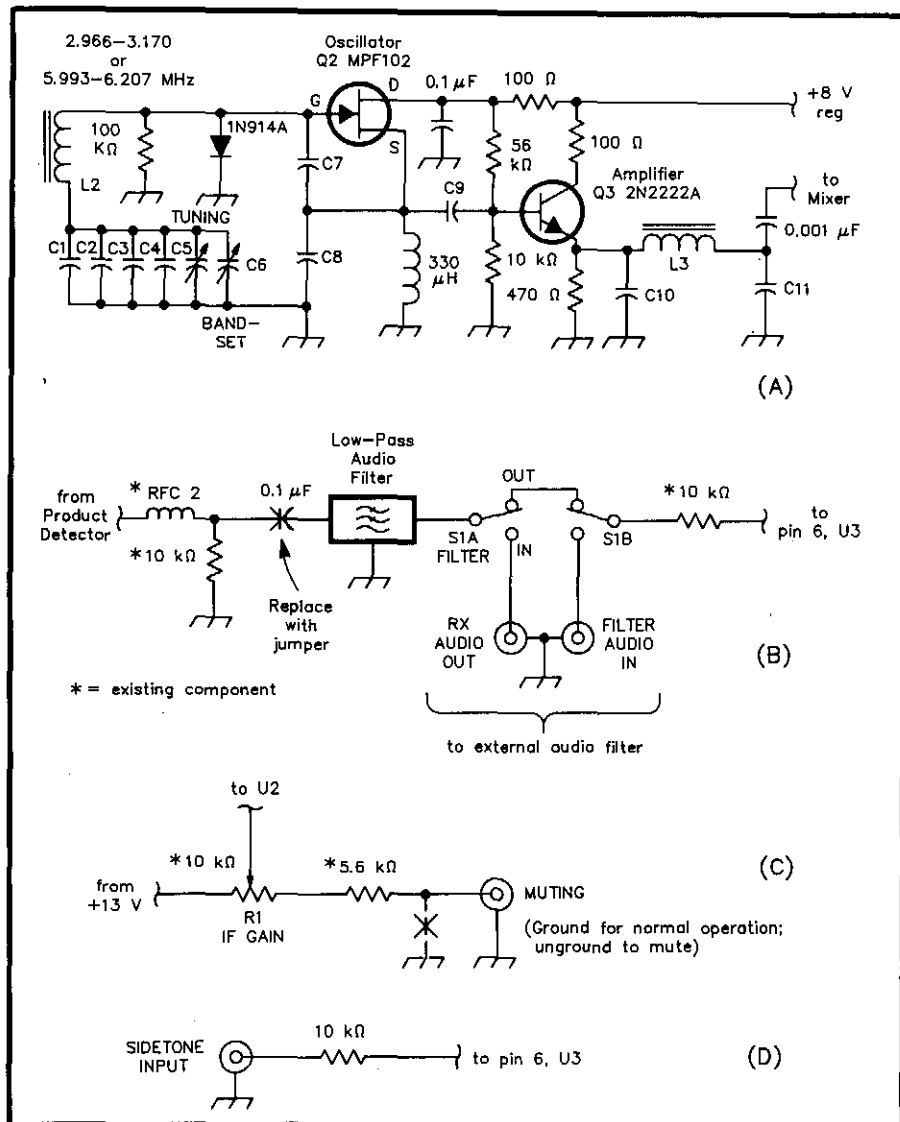 2.966–3.170
or
5.993–6.207 MHz
Oscillator
Q2 MPF102
D
G
S
0.1 μF
100 Ω
+8 V
reg
100
KΩ
1N914A
L2
C7
56
kΩ
100 Ω
Amplifier
Q3 2N2222A
to
Mixer
C9
TUNING
C1
C2
C3
C4
C5
C6
C8
330
μH
10 kΩ
470 Ω
C10
L3
0.001 μF
C11
BAND-
SET
(A)
from
Product
Detector
* RFC 2
0.1 μF
Low-Pass
Audio
Filter
OUT
*10 kΩ
to
pin 6, U3
*10 kΩ
S1A
FILTER
IN
S1B
Replace
with
jumper
RX
AUDIO
OUT
FILTER
AUDIO
IN
(B)
* = existing component
to external audio filter
to U2
(C)
*10 kΩ
*5.6 kΩ
from
+13 V
R1
IF GAIN
MUTING
(Ground for normal operation;
unground to mute)
SIDETONE
INPUT
10 kΩ
to pin 6, U3
(D)